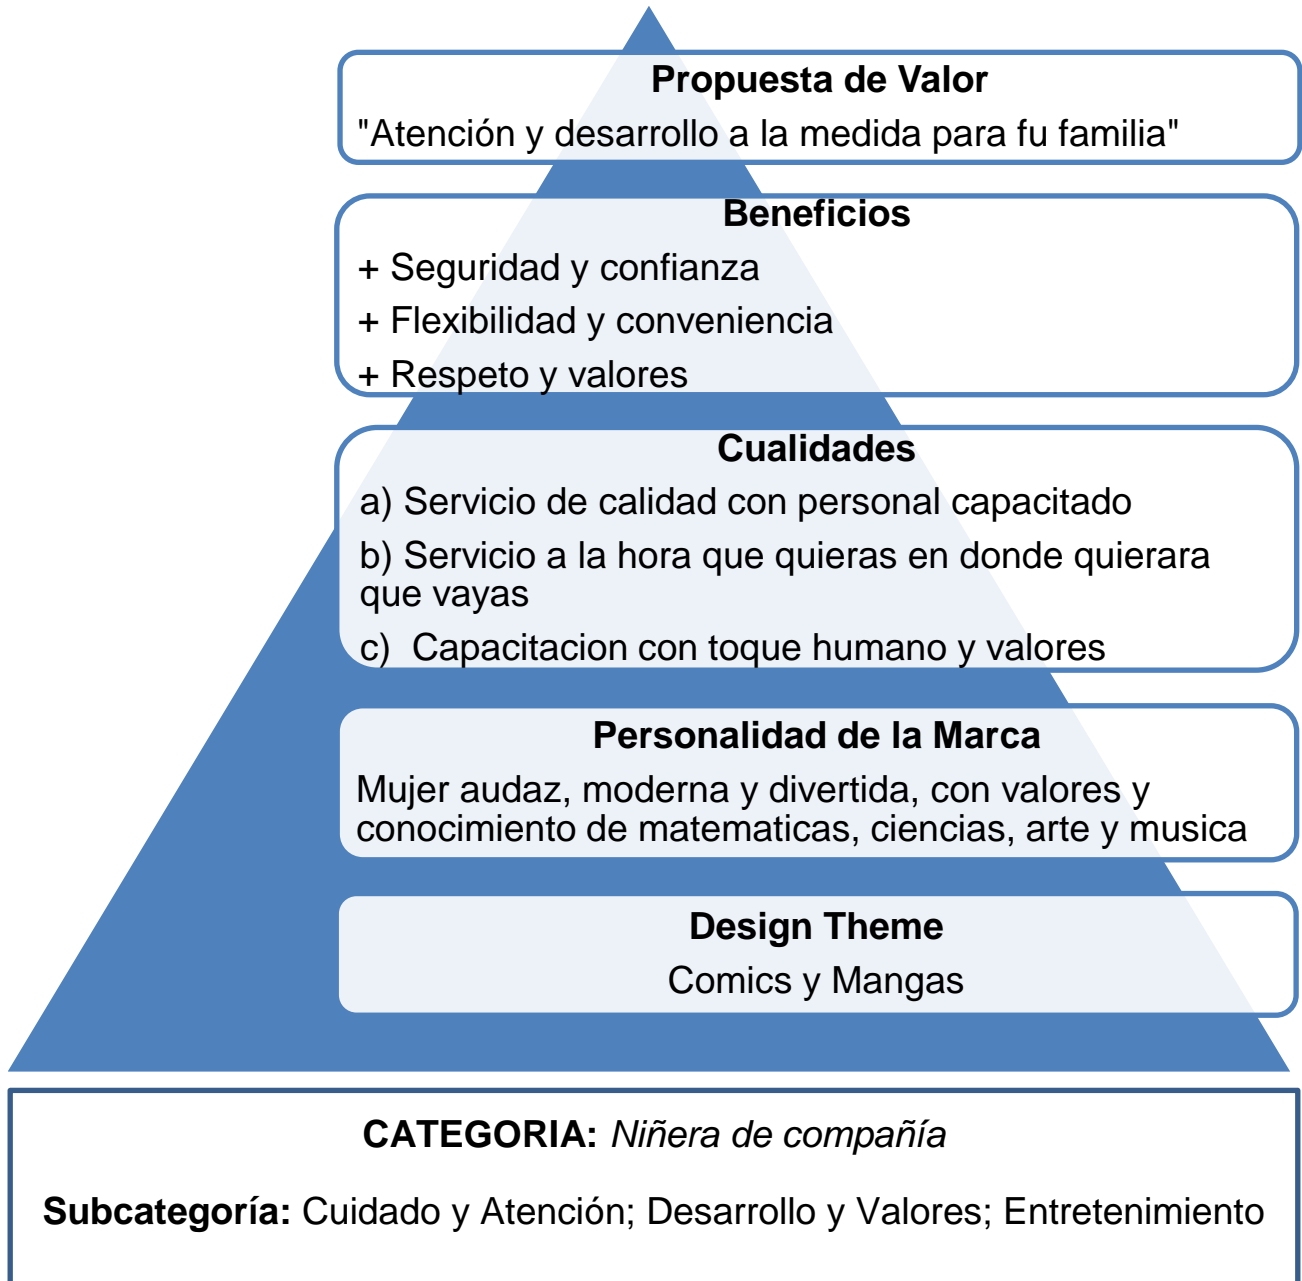 Propuesta de Valor
"Atención y desarrollo a la medida para fu familia"
Beneficios
+ Seguridad y confianza
+ Flexibilidad y conveniencia
+ Respeto y valores
Cualidades
a) Servicio de calidad con personal capacitado
b) Servicio a la hora que quieras en donde quierara
que vayas
c) Capacitacion con toque humano y valores
Personalidad de la Marca
Mujer audaz, moderna y divertida, con valores y
conocimiento de matematicas, ciencias, arte y musica
Design Theme
Comics y Mangas
CATEGORIA: Niñera de compañía
Subcategoría: Cuidado y Atención; Desarrollo y Valores; Entretenimiento